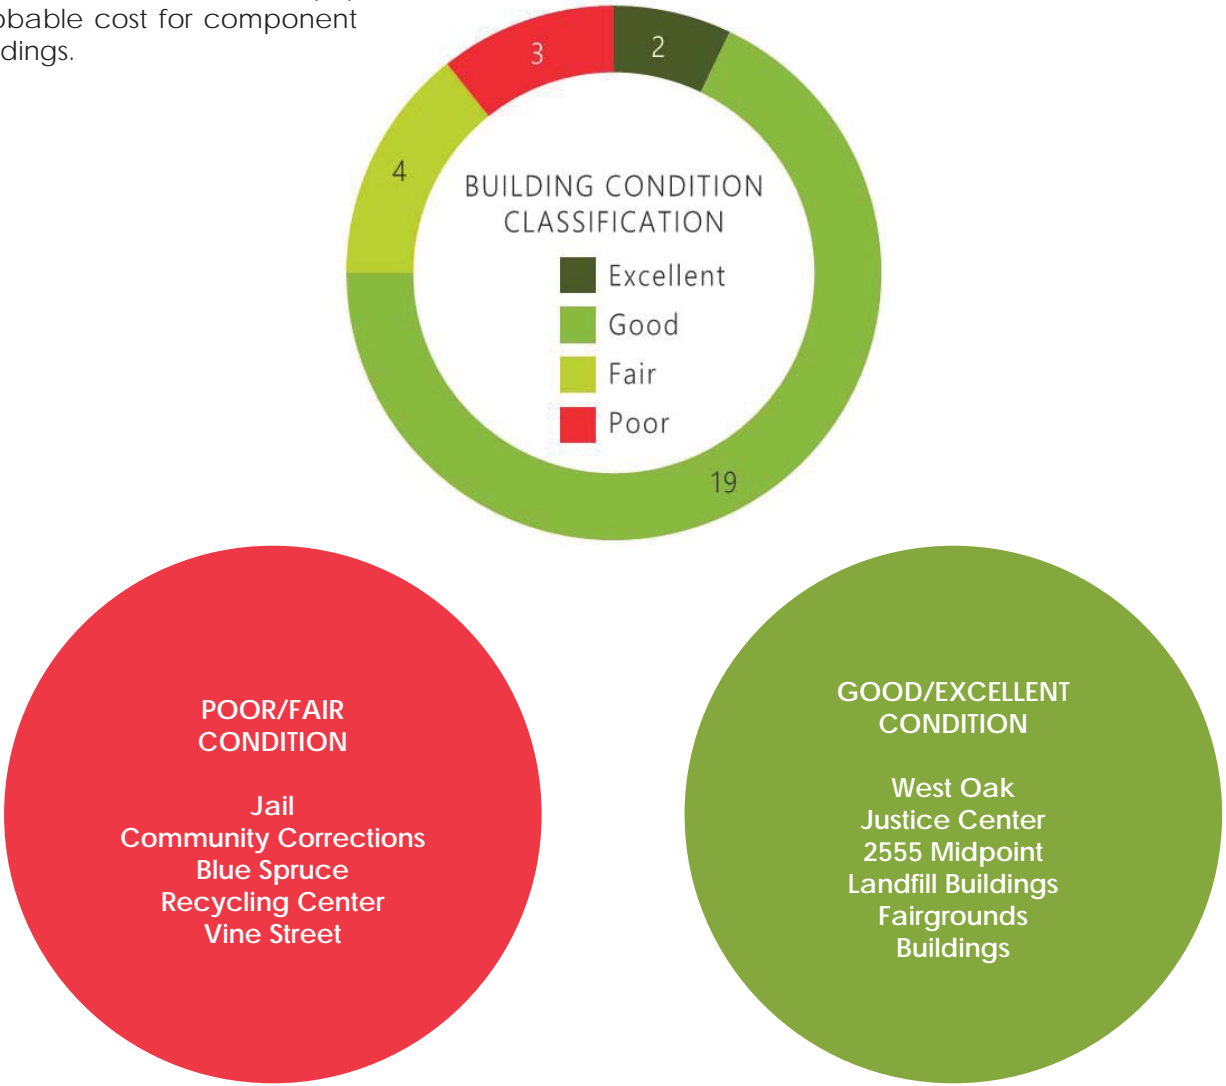 cost for component
3
2
4
BUILDING CONDITION
CLASSIFICATION
Excellent
Good
Fair
Poor
19
POOR/FAIR
CONDITION
Jail
Community Corrections
Blue Spruce
Recycling Center
Vine Street
GOOD/EXCELLENT
CONDITION
West Oak
Justice Center
2555 Midpoint
Landfill Buildings
Fairgrounds
Buildings